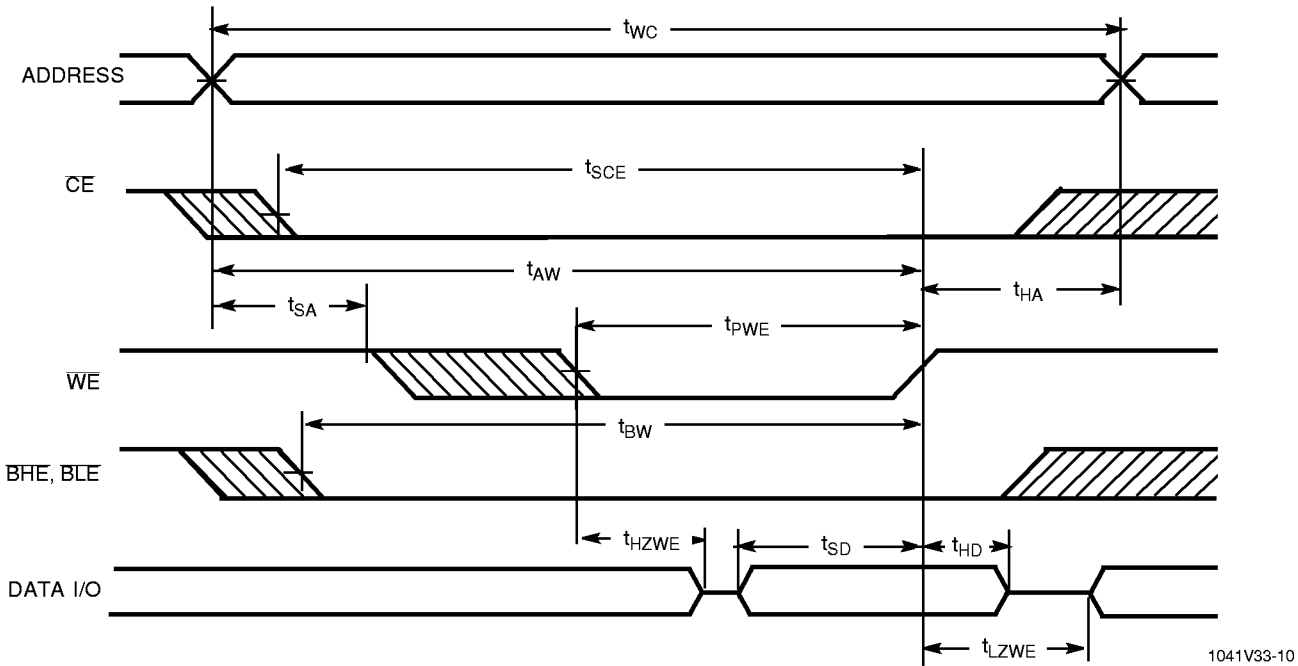 tWC
ADDRESS
tSCE
CE
tAW
tSA
tHA
tPWE
WE
tBW
BHE, BLE
tHZWE
tSD
tHD
DATA I/O
tLZWE
1041V33-10